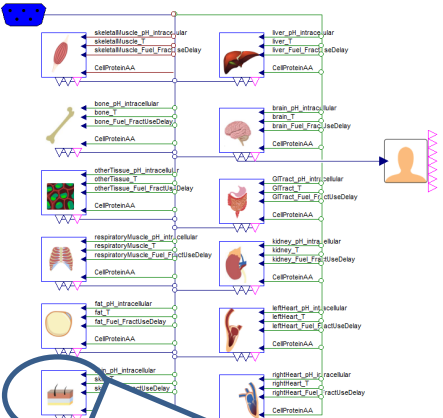 skeletalMuscle_pH_intracellular
skeletalMuscle_T
skeletalMuscle_Fuel_FractUseDelay
CellProteinAA
liver_pH_intracellular
liver_T
liver_Fuel_FractUseDelay
CellProteinAA
bone_pH_intracellular
bone_T
bone_Fuel_FractUseDelay
CellProteinAA
brain_pH_intracellular
brain_T
brain_Fuel_FractUseDelay
CellProteinAA
otherTissue_pH_intracellular
otherTissue_T
otherTissue_Fuel_FractUseDelay
CellProteinAA
GITract_pH_intracellular
GITract_T
GITract_Fuel_FractUseDelay
CellProteinAA
respiratoryMuscle_pH_intracellular
respiratoryMuscle_T
respiratoryMuscle_Fuel_FractUseDelay
CellProteinAA
kidney_pH_intracellular
kidney_T
kidney_Fuel_FractUseDelay
CellProteinAA
fat_pH_intracellular
fat_T
fat_Fuel_FractUseDelay
CellProteinAA
leftHeart_pH_intracellular
leftHeart_T
leftHeart_Fuel_FractUseDelay
CellProteinAA
rightHeart_pH_intracellular
rightHeart_T
rightHeart_Fuel_FractUseDelay
CellProteinAA